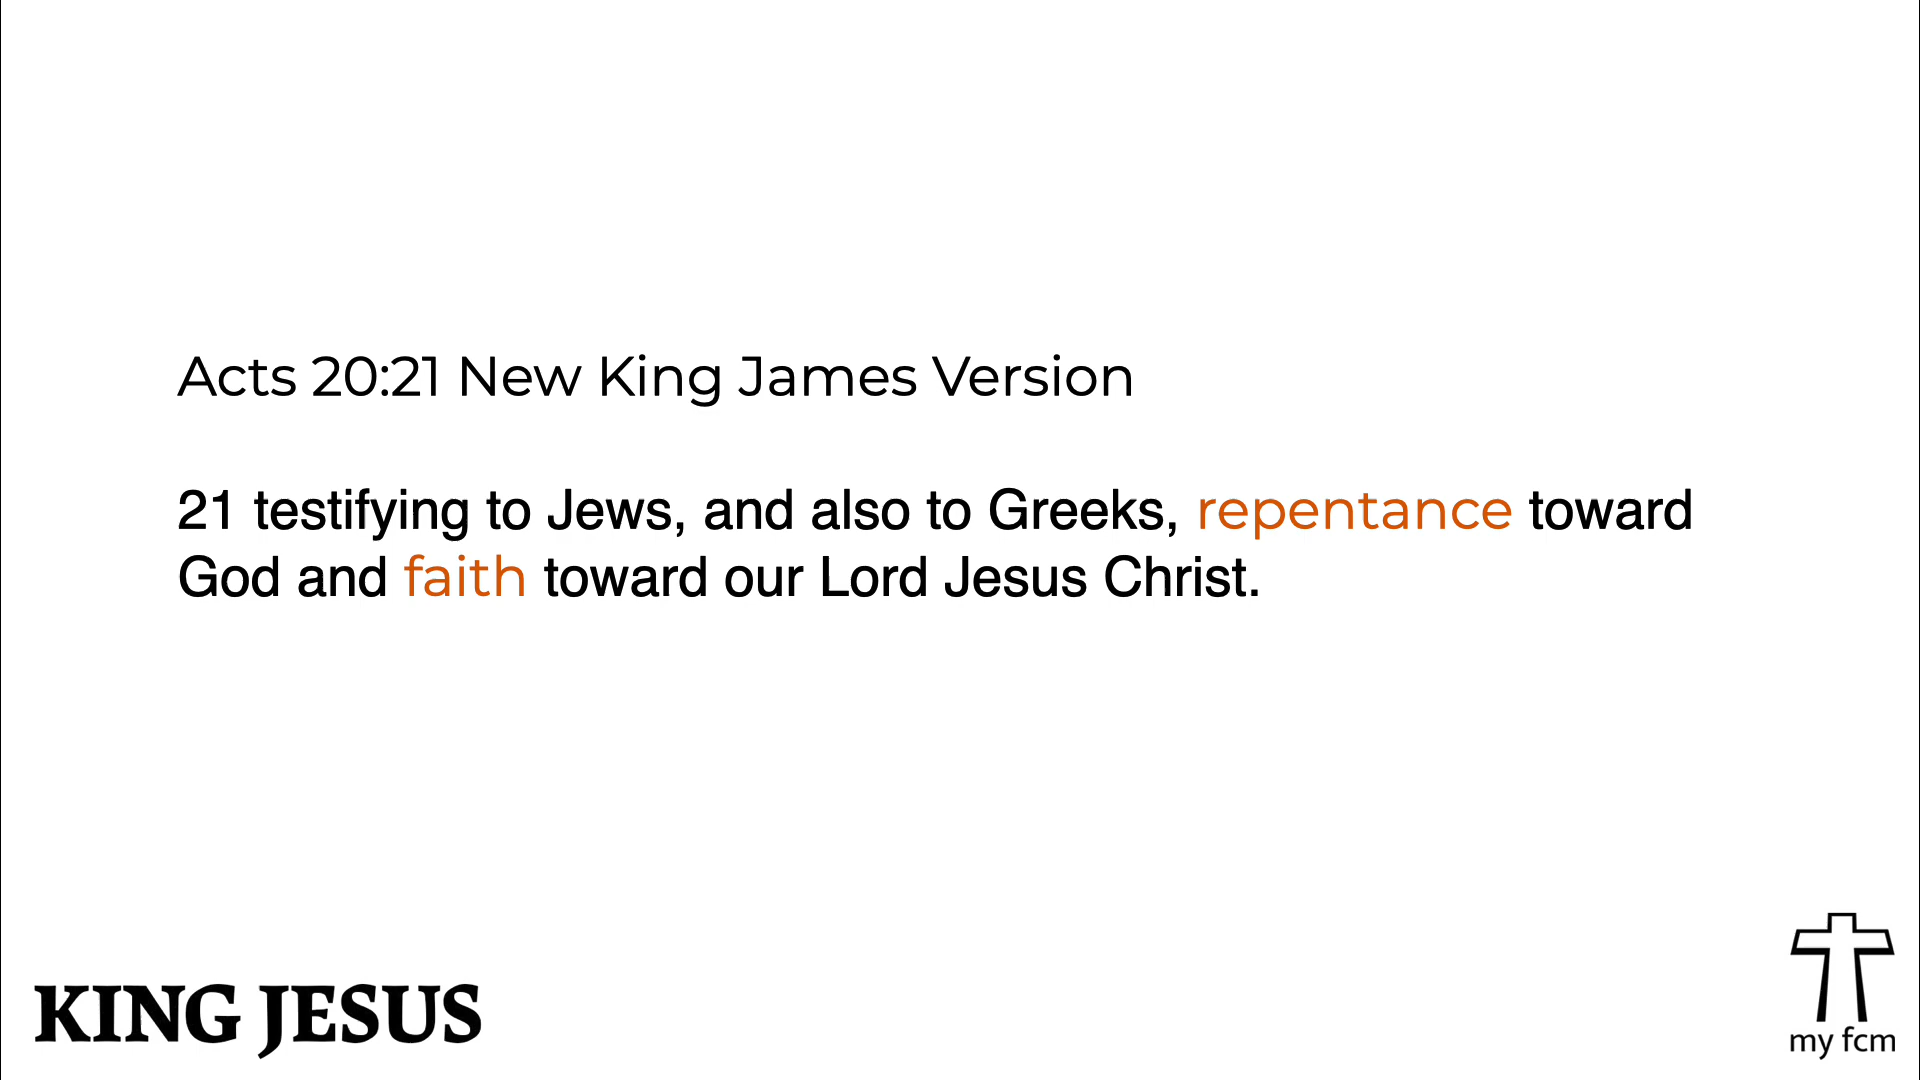 Acts 20:21 New King James Version
21 testifying to Jews, and also to Greeks, repentance toward
God and faith toward our Lord Jesus Christ.
KING JESUS
my fcm